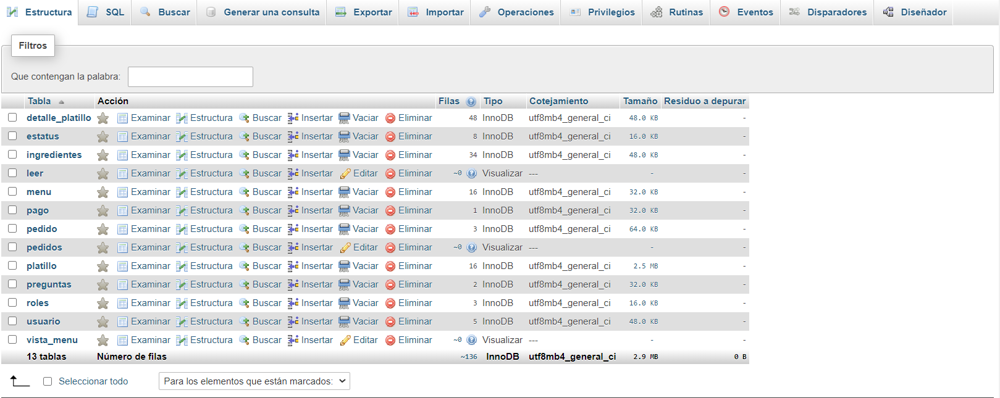 Estructura SQL Buscar Generar una consulta Exportar Importar Operaciones Privilegios Rutinas Eventos Disparadores Diseñador
Filtros
Que contengan la palabra:
Tabla Acción Filas Tipo Cotejamiento Tamaño Residuo a depurar
detalle_platillo Examinar Estructura Buscar Insertar Vaciar Eliminar 48 InnoDB utf8mb4_general_ci 48.0 KB -
estatus Examinar Estructura Buscar Insertar Vaciar Eliminar 8 InnoDB utf8mb4_general_ci 16.0 KB -
ingredientes Examinar Estructura Buscar Insertar Vaciar Eliminar 34 InnoDB utf8mb4_general_ci 48.0 KB -
leer Examinar Estructura Buscar Insertar Editar Eliminar ~0 Visualizar --- - -
menu Examinar Estructura Buscar Insertar Vaciar Eliminar 16 InnoDB utf8mb4_general_ci 32.0 KB -
pago Examinar Estructura Buscar Insertar Vaciar Eliminar 1 InnoDB utf8mb4_general_ci 32.0 KB -
pedido Examinar Estructura Buscar Insertar Vaciar Eliminar 3 InnoDB utf8mb4_general_ci 64.0 KB -
pedidos Examinar Estructura Buscar Insertar Editar Eliminar ~0 Visualizar --- - -
platillo Examinar Estructura Buscar Insertar Vaciar Eliminar 16 InnoDB utf8mb4_general_ci 2.5 MB -
preguntas Examinar Estructura Buscar Insertar Vaciar Eliminar 2 InnoDB utf8mb4_general_ci 32.0 KB -
roles Examinar Estructura Buscar Insertar Vaciar Eliminar 3 InnoDB utf8mb4_general_ci 16.0 KB -
usuario Examinar Estructura Buscar Insertar Vaciar Eliminar 5 InnoDB utf8mb4_general_ci 48.0 KB -
vista_menu Examinar Estructura Buscar Insertar Editar Eliminar ~0 Visualizar --- - -
13 tablas Número de filas ~136 InnoDB utf8mb4_general_ci 2.9 MB 0 B
Seleccionar todo Para los elementos que están marcados: